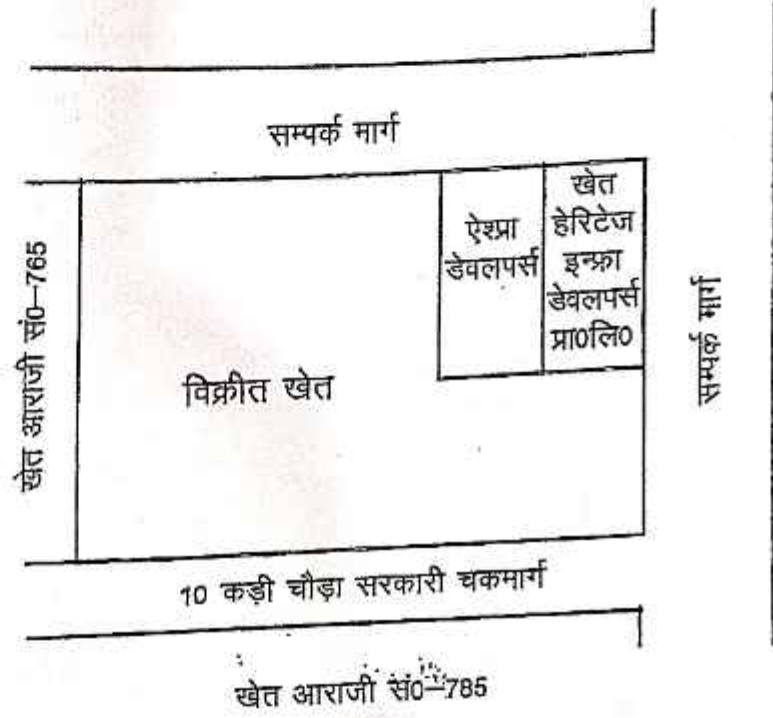 सम्पर्क मार्ग
खेत आराजी सं0–765
विक्रीत खेत
ऐश्प्रा
डेवलपर्स
खेत
हेरिटेज
इन्फ्रा
डेवलपर्स
प्रा0लि0
सम्पर्क मार्ग
10 कड़ी चौड़ा सरकारी चकमार्ग
खेत आराजी सं0–785